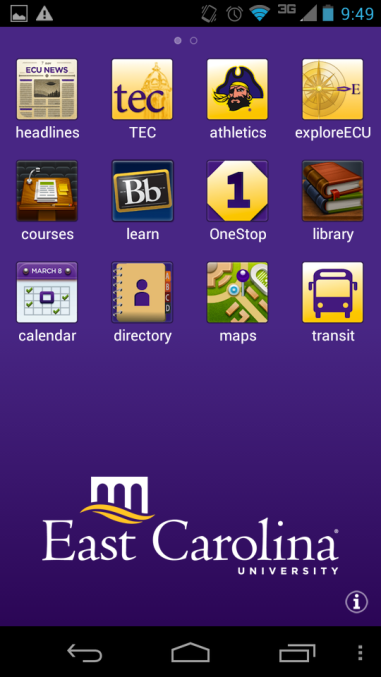 3G 9:49
ECU NEWS
tec
E
headlines TEC athletics exploreECU
Bb
1
courses learn OneStop library
MARCH 8
A
B
C
D
calendar directory maps transit
East Carolina®
UNIVERSITY
i